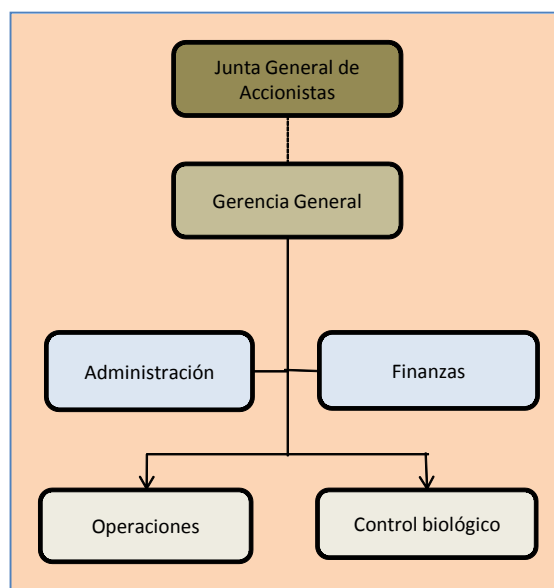 Junta General de
Accionistas
Gerencia General
Administración
Finanzas
Operaciones
Control biológico